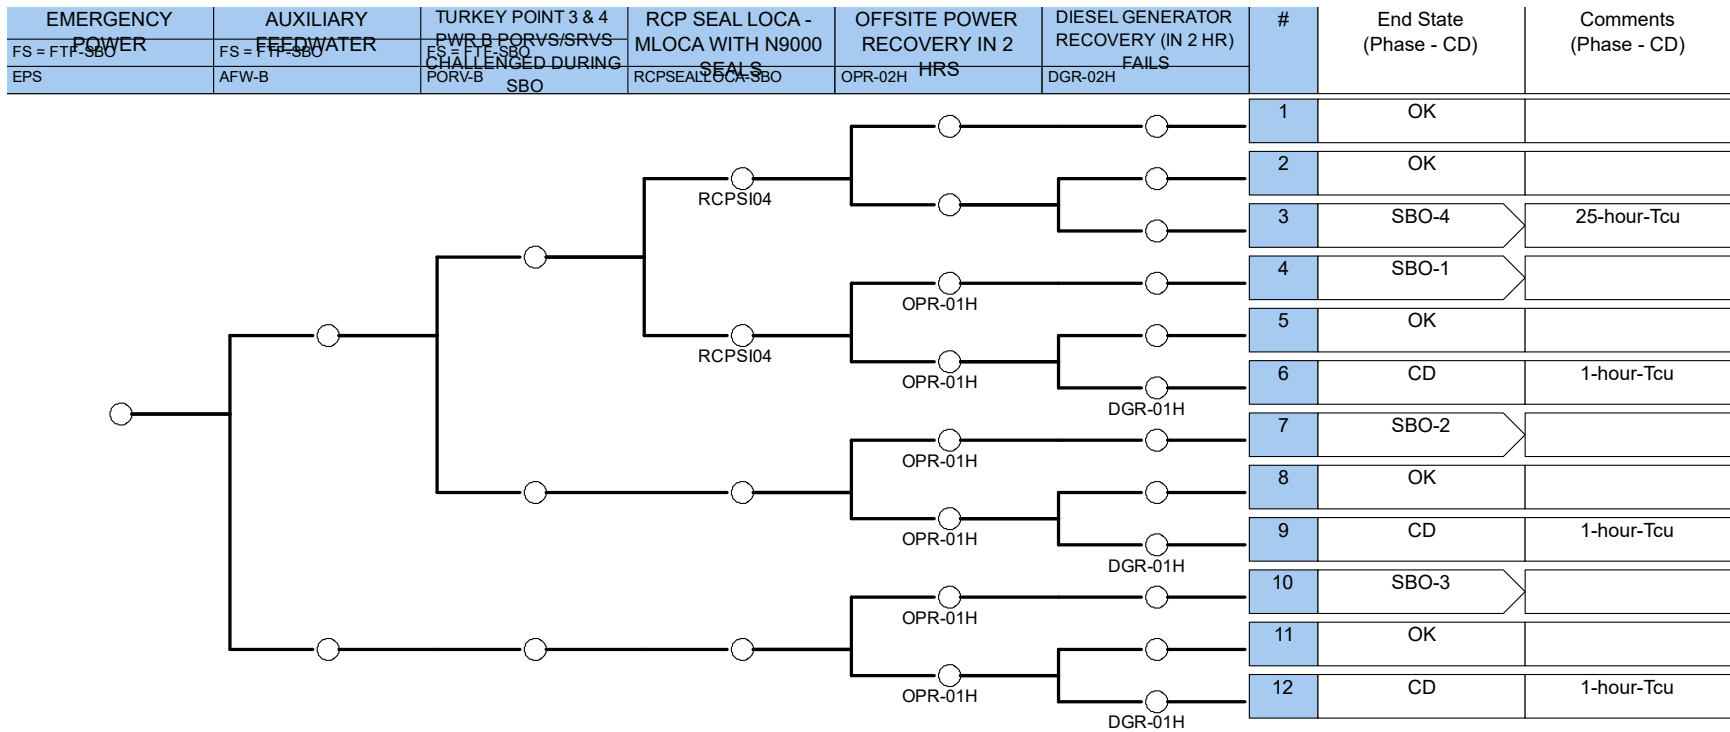 EMERGENCY
POWER
FS = FTF-SBO
EPS
AUXILIARY
FEEDWATER
FS = FTF-SBO
AFW-B
TURKEY POINT 3 & 4
PWR B PORVS/SRVS
CHALLENGED DURING
SBO
FS = FTF-SBO
PORV-B
RCP SEAL LOCA -
MLOCA WITH N9000
SEALS
RCPSEALLOCA-SBO
OFFSITE POWER
RECOVERY IN 2
HRS
OPR-02H
DIESEL GENERATOR
RECOVERY (IN 2 HR)
FAILS
DGR-02H
#
End State
(Phase - CD)
Comments
(Phase - CD)
1 OK
2 OK
RCPSI04
3 SBO-4 25-hour-Tcu
4 SBO-1
OPR-01H
5 OK
RCPSI04
6 CD 1-hour-Tcu
OPR-01H
DGR-01H
7 SBO-2
OPR-01H
8 OK
9 CD 1-hour-Tcu
OPR-01H
DGR-01H
10 SBO-3
OPR-01H
11 OK
12 CD 1-hour-Tcu
OPR-01H
DGR-01H